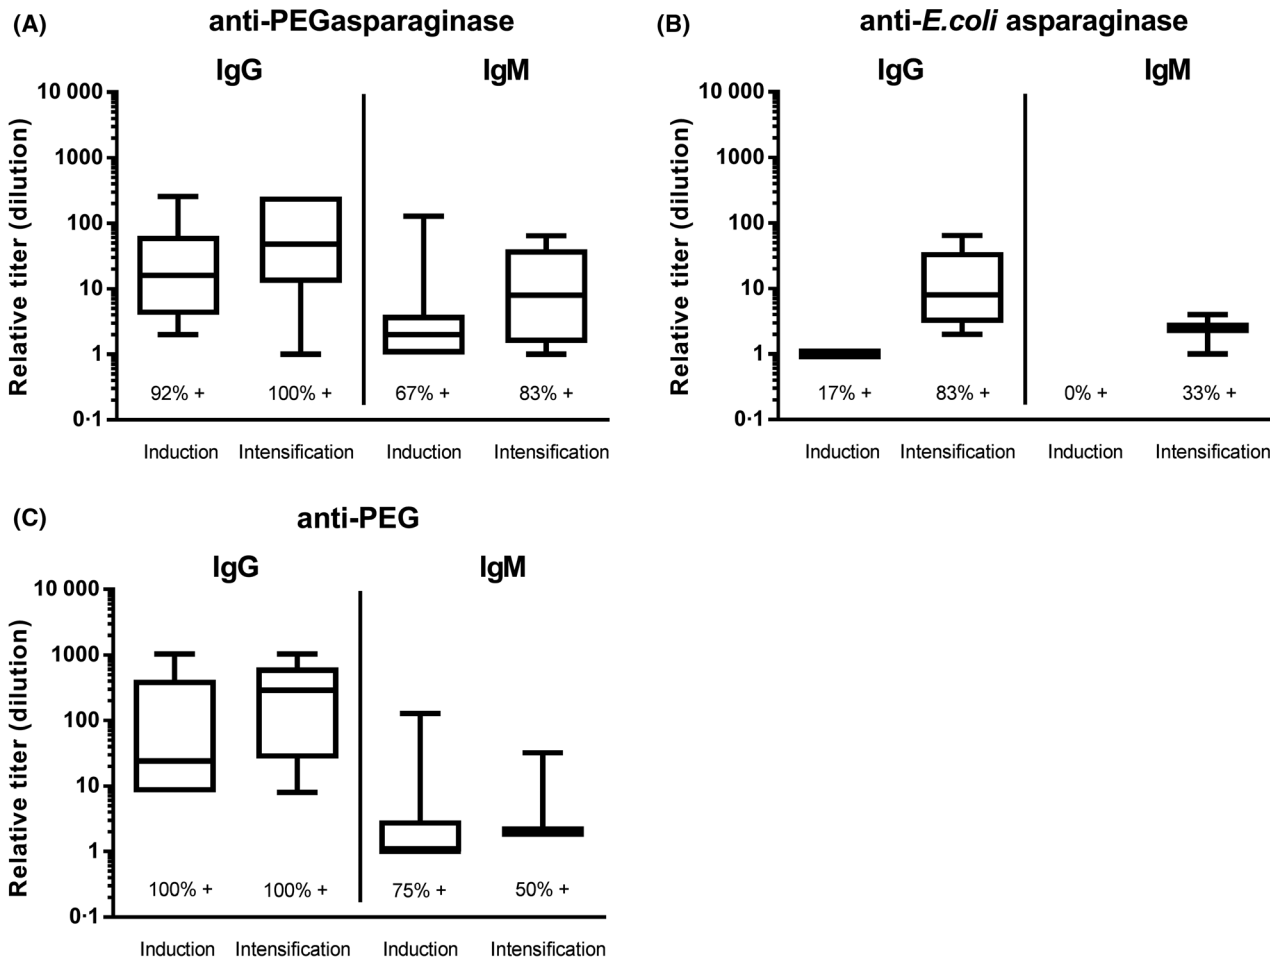 (A) anti-PEGasparaginase
IgG IgM
Relative titer (dilution)
10 000
1000
100
10
1
0·1
92% + 100% + 67% + 83% +
Induction Intensification Induction Intensification
(B) anti-E.coli asparaginase
IgG IgM
Relative titer (dilution)
10 000
1000
100
10
1
0·1
17% + 83% + 0% + 33% +
Induction Intensification Induction Intensification
(C) anti-PEG
IgG IgM
Relative titer (dilution)
10 000
1000
100
10
1
0·1
100% + 100% + 75% + 50% +
Induction Intensification Induction Intensification